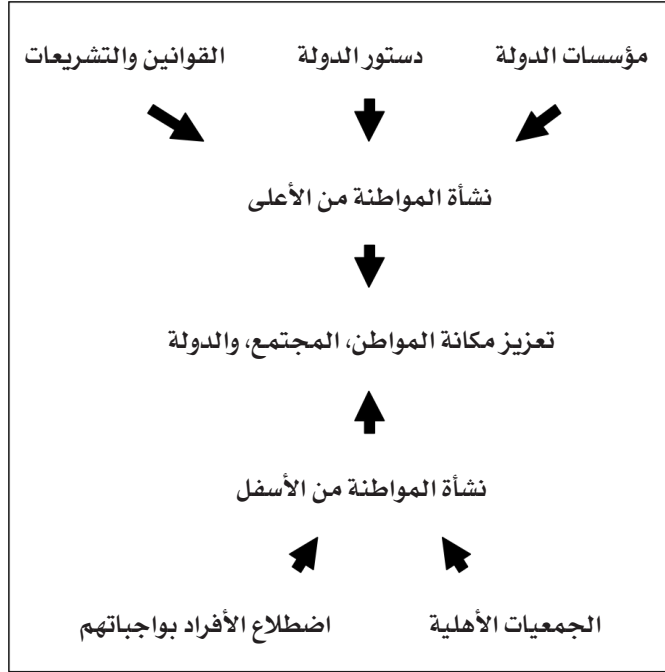 مؤسسات الدولة دستور الدولة القوانين والتشريعات
نشأة المواطنة من الأعلى
تعزيز مكانة المواطن، المجتمع، والدولة
نشأة المواطنة من الأسفل
الجمعيات الأهلية اضطلاع الأفراد بواجباتهم